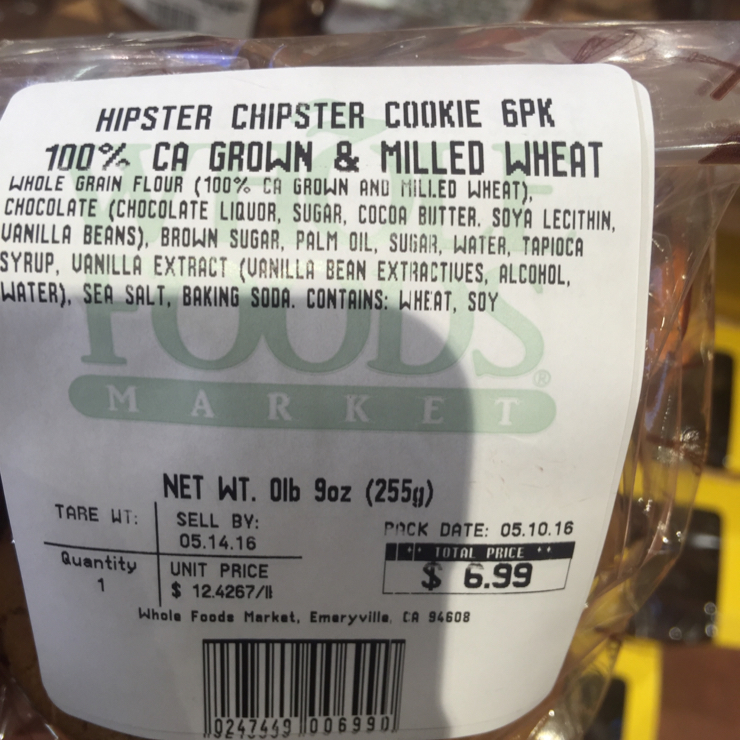 HIPSTER CHIPSTER COOKIE 6PK
100% CA GROWN & MILLED WHEAT
WHOLE GRAIN FLOUR (100% CA GROWN AND MILLED WHEAT),
CHOCOLATE (CHOCOLATE LIQUOR, SUGAR, COCOA BUTTER, SOYA LECITHIN,
VANILLA BEANS), BROWN SUGAR, PALM OIL, SUGAR, WATER, TAPIOCA
SYRUP, VANILLA EXTRACT (VANILLA BEAN EXTRACTIVES, ALCOHOL,
WATER), SEA SALT, BAKING SODA. CONTAINS: WHEAT, SOY
WHOLE
FOODS®
MARKET
NET WT. 0lb 9oz (255g)
TARE WT:
SELL BY:
05.14.16
PACK DATE: 05.10.16
** TOTAL PRICE **
$ 6.99
Quantity
1
UNIT PRICE
$ 12.4267/lb
Whole Foods Market, Emeryville, CA 94608
0247449 006990